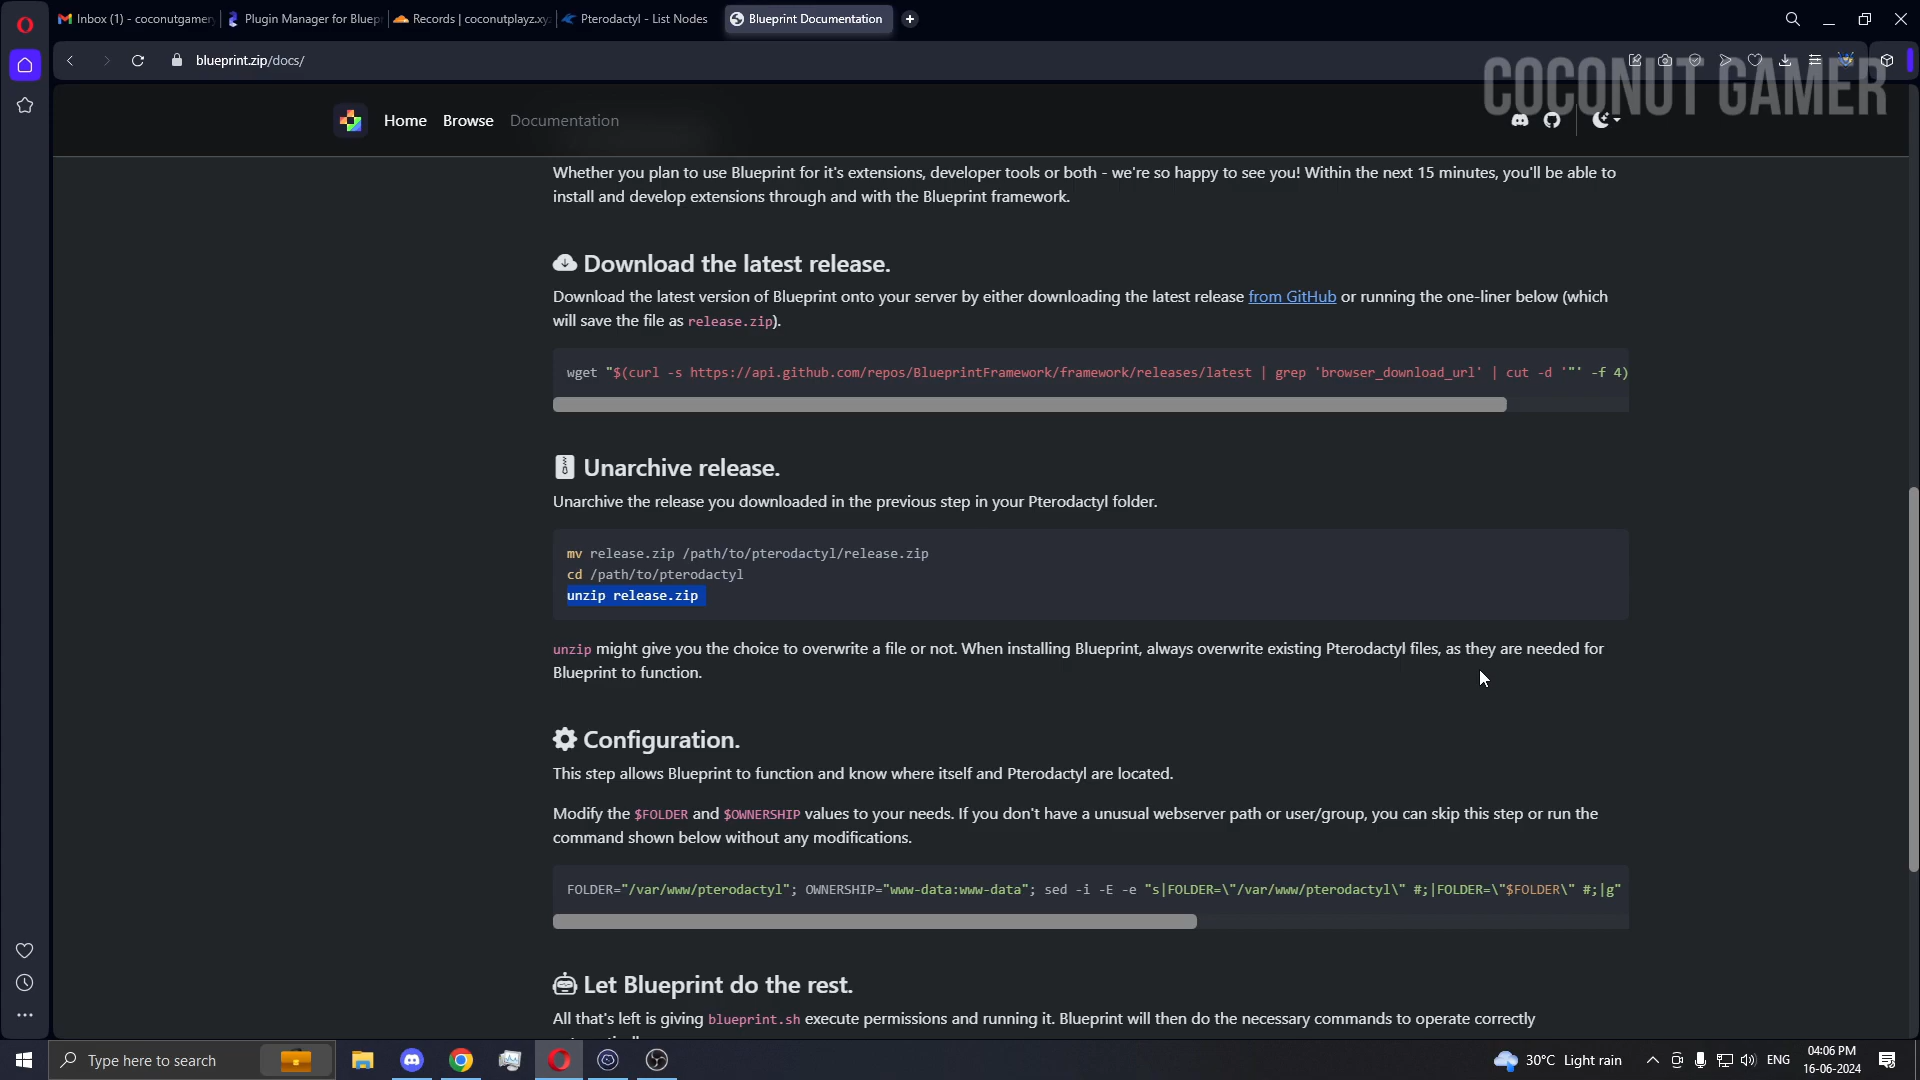 Inbox (1) - coconutgamer
Plugin Manager for Bluep
Records | coconutplayz.xy
Pterodactyl - List Nodes
Blueprint Documentation
blueprint.zip/docs/
COCONUT GAMER
Home Browse Documentation
Whether you plan to use Blueprint for it's extensions, developer tools or both - we're so happy to see you! Within the next 15 minutes, you'll be able to
install and develop extensions through and with the Blueprint framework.
Download the latest release.
Download the latest version of Blueprint onto your server by either downloading the latest release from GitHub or running the one-liner below (which
will save the file as release.zip).
wget "$(curl -s https://api.github.com/repos/BlueprintFramework/framework/releases/latest | grep 'browser_download_url' | cut -d '"' -f 4)
Unarchive release.
Unarchive the release you downloaded in the previous step in your Pterodactyl folder.
mv release.zip /path/to/pterodactyl/release.zip
cd /path/to/pterodactyl
unzip release.zip
unzip might give you the choice to overwrite a file or not. When installing Blueprint, always overwrite existing Pterodactyl files, as they are needed for
Blueprint to function.
Configuration.
This step allows Blueprint to function and know where itself and Pterodactyl are located.
Modify the $FOLDER and $OWNERSHIP values to your needs. If you don't have a unusual webserver path or user/group, you can skip this step or run the
command shown below without any modifications.
FOLDER="/var/www/pterodactyl"; OWNERSHIP="www-data:www-data"; sed -i -E -e "s|FOLDER=\"/var/www/pterodactyl\" #;|FOLDER=\"$FOLDER\" #;|g"
Let Blueprint do the rest.
All that's left is giving blueprint.sh execute permissions and running it. Blueprint will then do the necessary commands to operate correctly
Type here to search
30°C Light rain
ENG
04:06 PM
16-06-2024